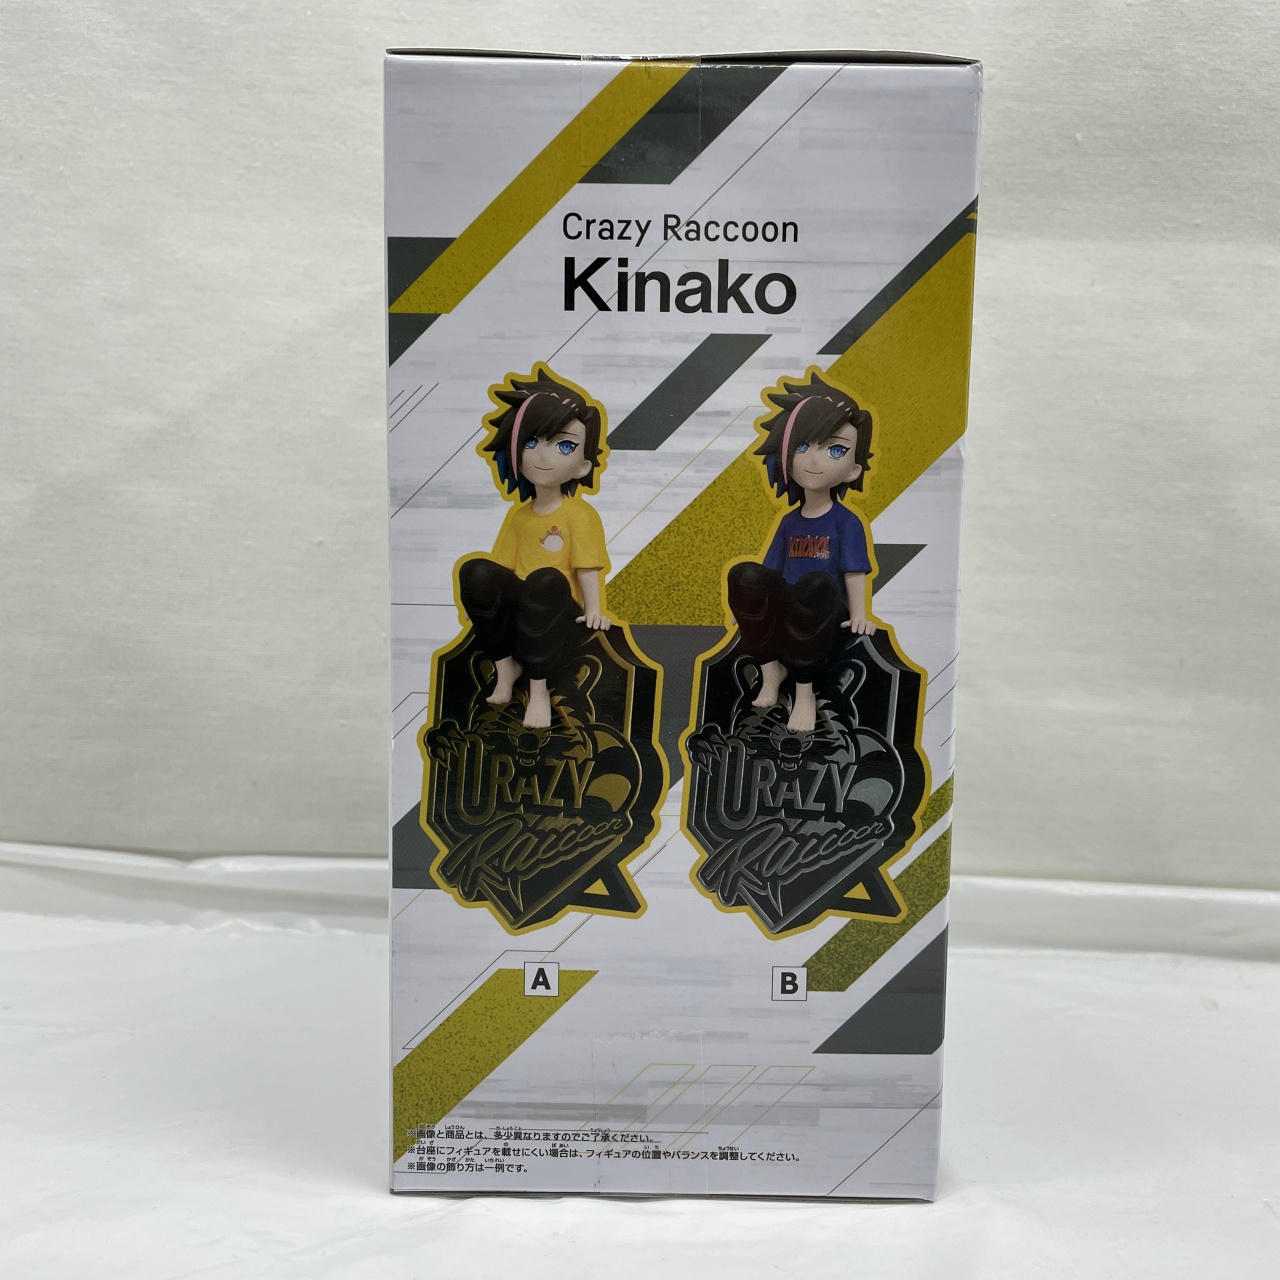 Crazy Raccoon
Kinako
KINAKO
CRAZY
Raccoon
CRAZY
Raccoon
A
B
※画像と商品とは、多少異なりますのでご了承ください。
※台座にフィギュアを載せにくい場合は、フィギュアの位置やバランスを調整してください。
※画像の飾り方は一例です。